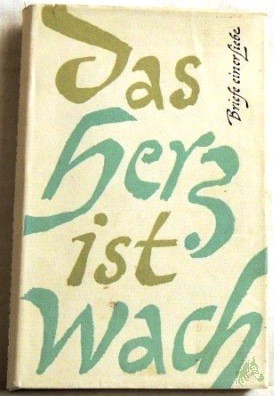 Das
Herz
ist
Wach
Briefe einer Liebe